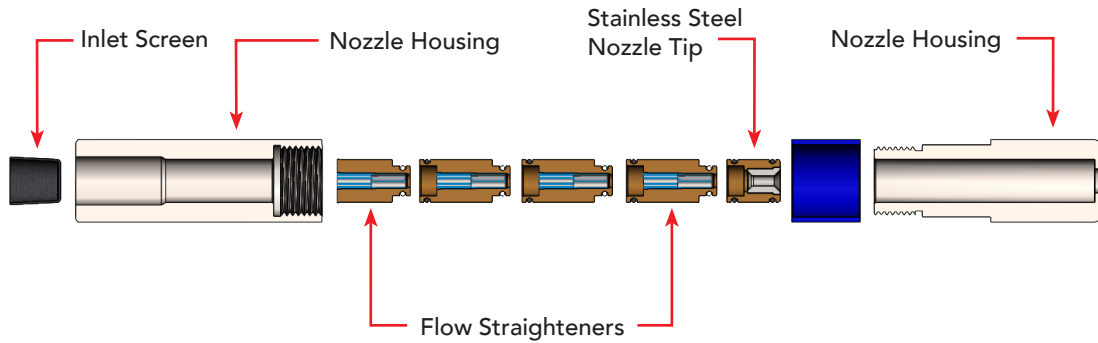 Inlet Screen
Nozzle Housing
Stainless Steel
Nozzle Tip
Nozzle Housing
Flow Straighteners